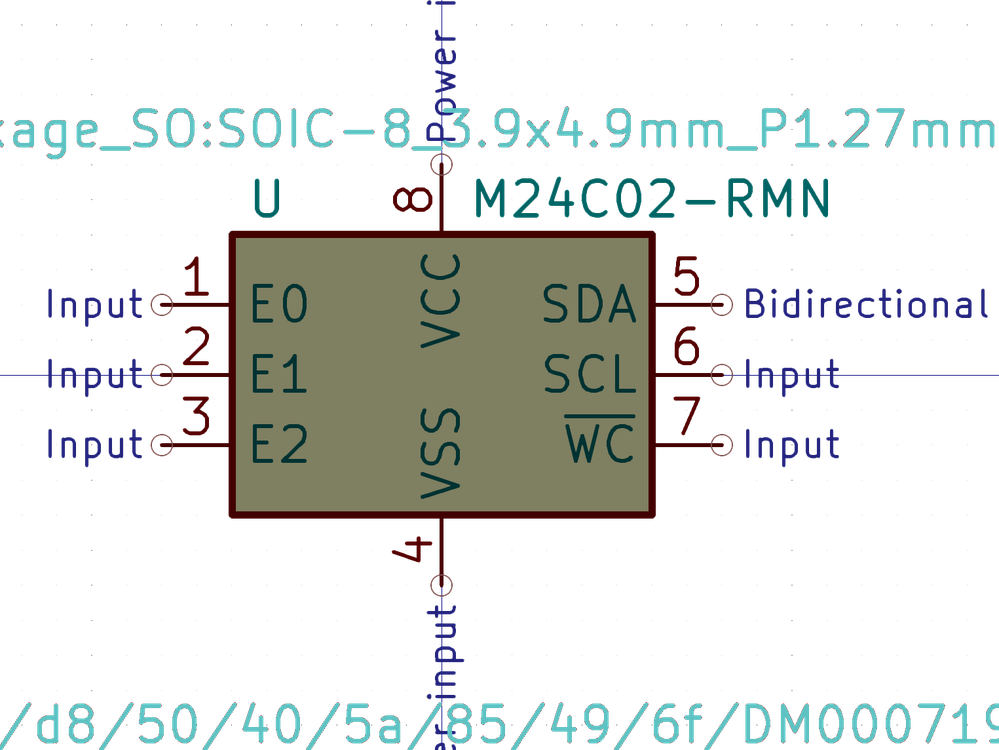 Power i
kage_SO:SOIC-8_3.9x4.9mm_P1.27mm
U 8 M24C02-RMN
1 VCC 5
Input E0 SDA Bidirectional
2 6
Input E1 SCL Input
3 VSS 7
Input E2 WC Input
4
er input
/d8/50/40/5a/85/49/6f/DM000719